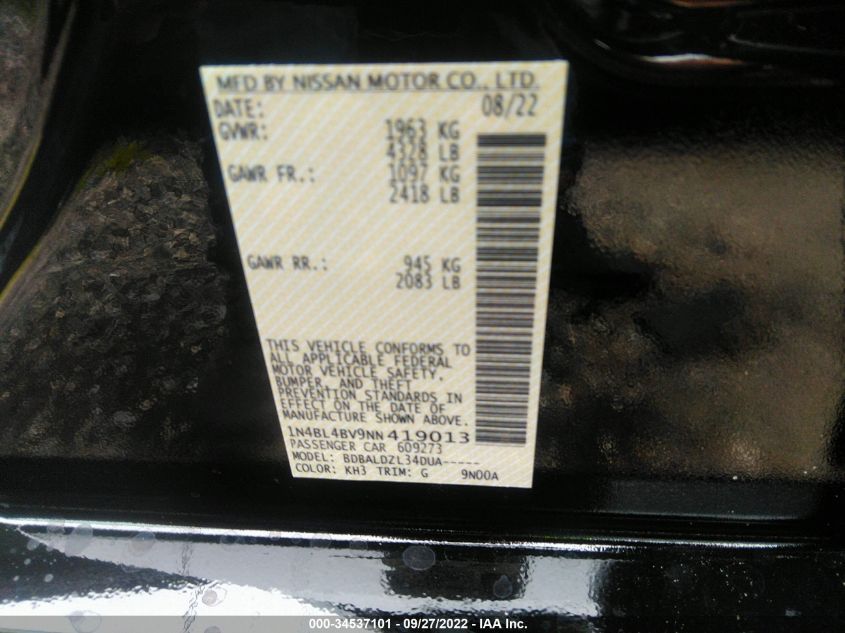 MFD BY NISSAN MOTOR CO., LTD.
DATE: 08/22
GVWR: 1963 KG
4328 LB
GAWR FR.: 1097 KG
2418 LB
GAWR RR.: 945 KG
2083 LB
THIS VEHICLE CONFORMS TO
ALL APPLICABLE FEDERAL
MOTOR VEHICLE SAFETY,
BUMPER, AND THEFT
PREVENTION STANDARDS IN
EFFECT ON THE DATE OF
MANUFACTURE SHOWN ABOVE.
1N4BL4BV9NN419013
PASSENGER CAR 609273
MODEL: BDBALDZL34DUA-----
COLOR: KH3 TRIM: G 9N00A
000-34537101 - 09/27/2022 - IAA Inc.